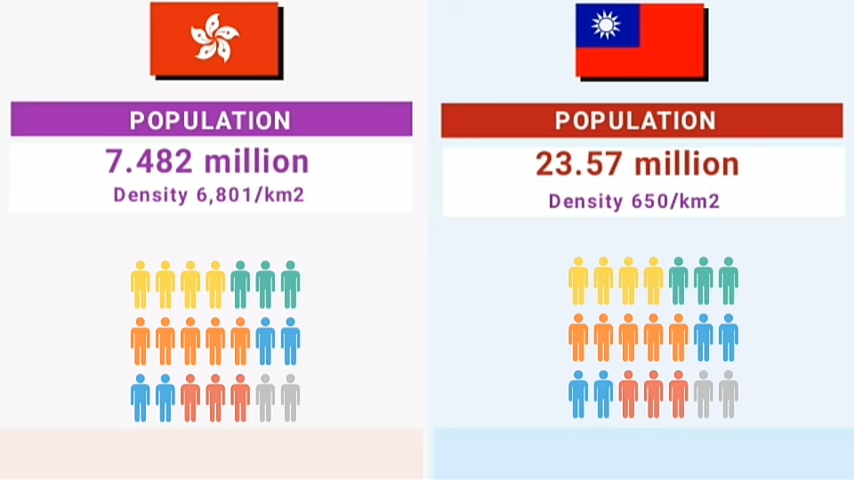 POPULATION
7.482 million
Density 6,801/km2
POPULATION
23.57 million
Density 650/km2